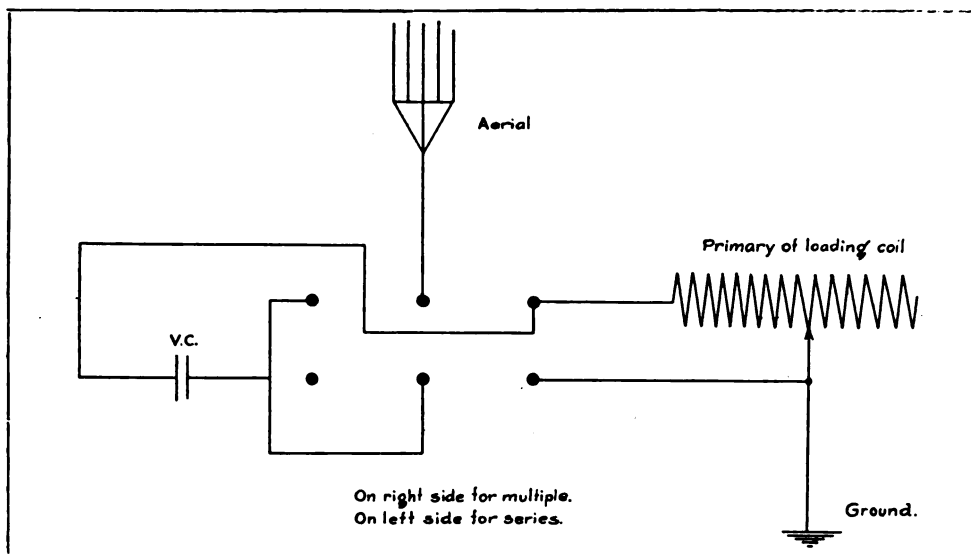 Aerial
Primary of loading coil
V.C.
On right side for multiple.
On left side for series.
Ground.